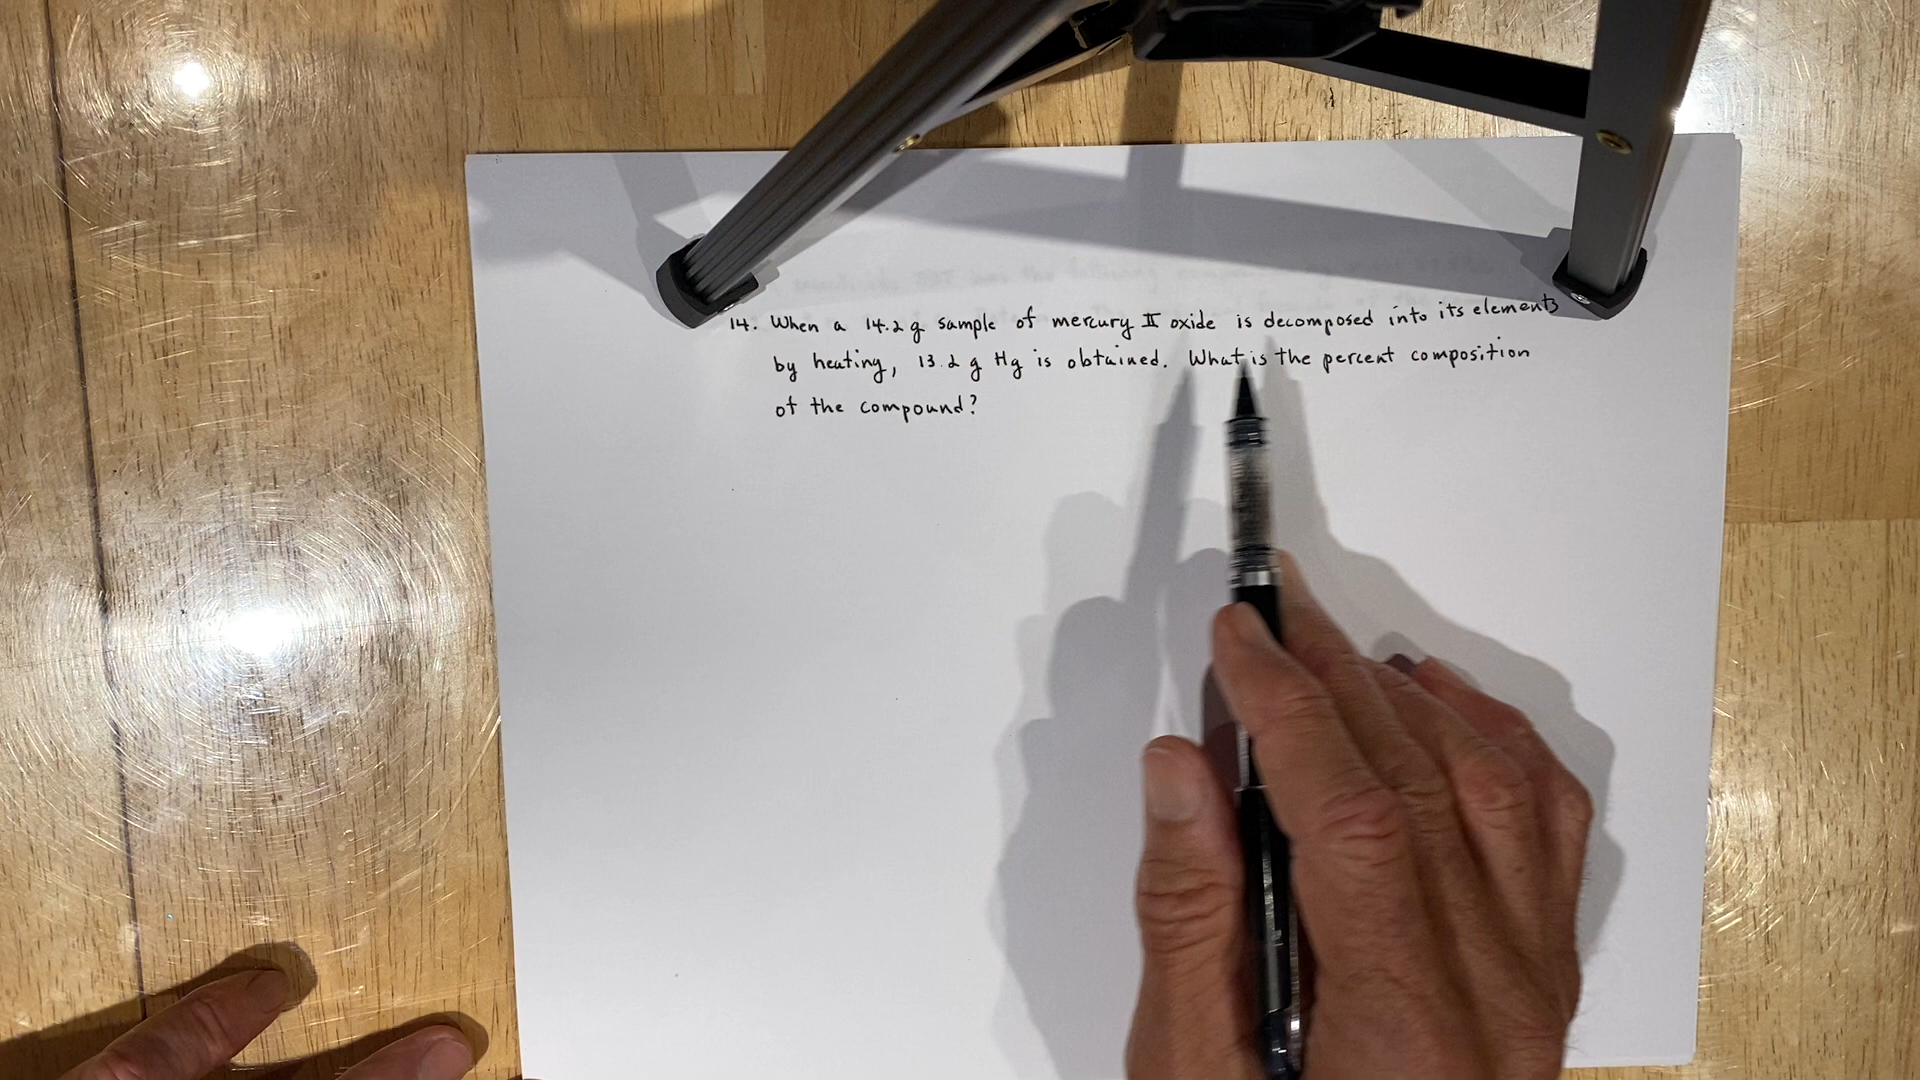 14. When a 14.2 g sample of mercury II oxide is decomposed into its elements
by heating, 13.2 g Hg is obtained. What is the percent composition
of the compound?